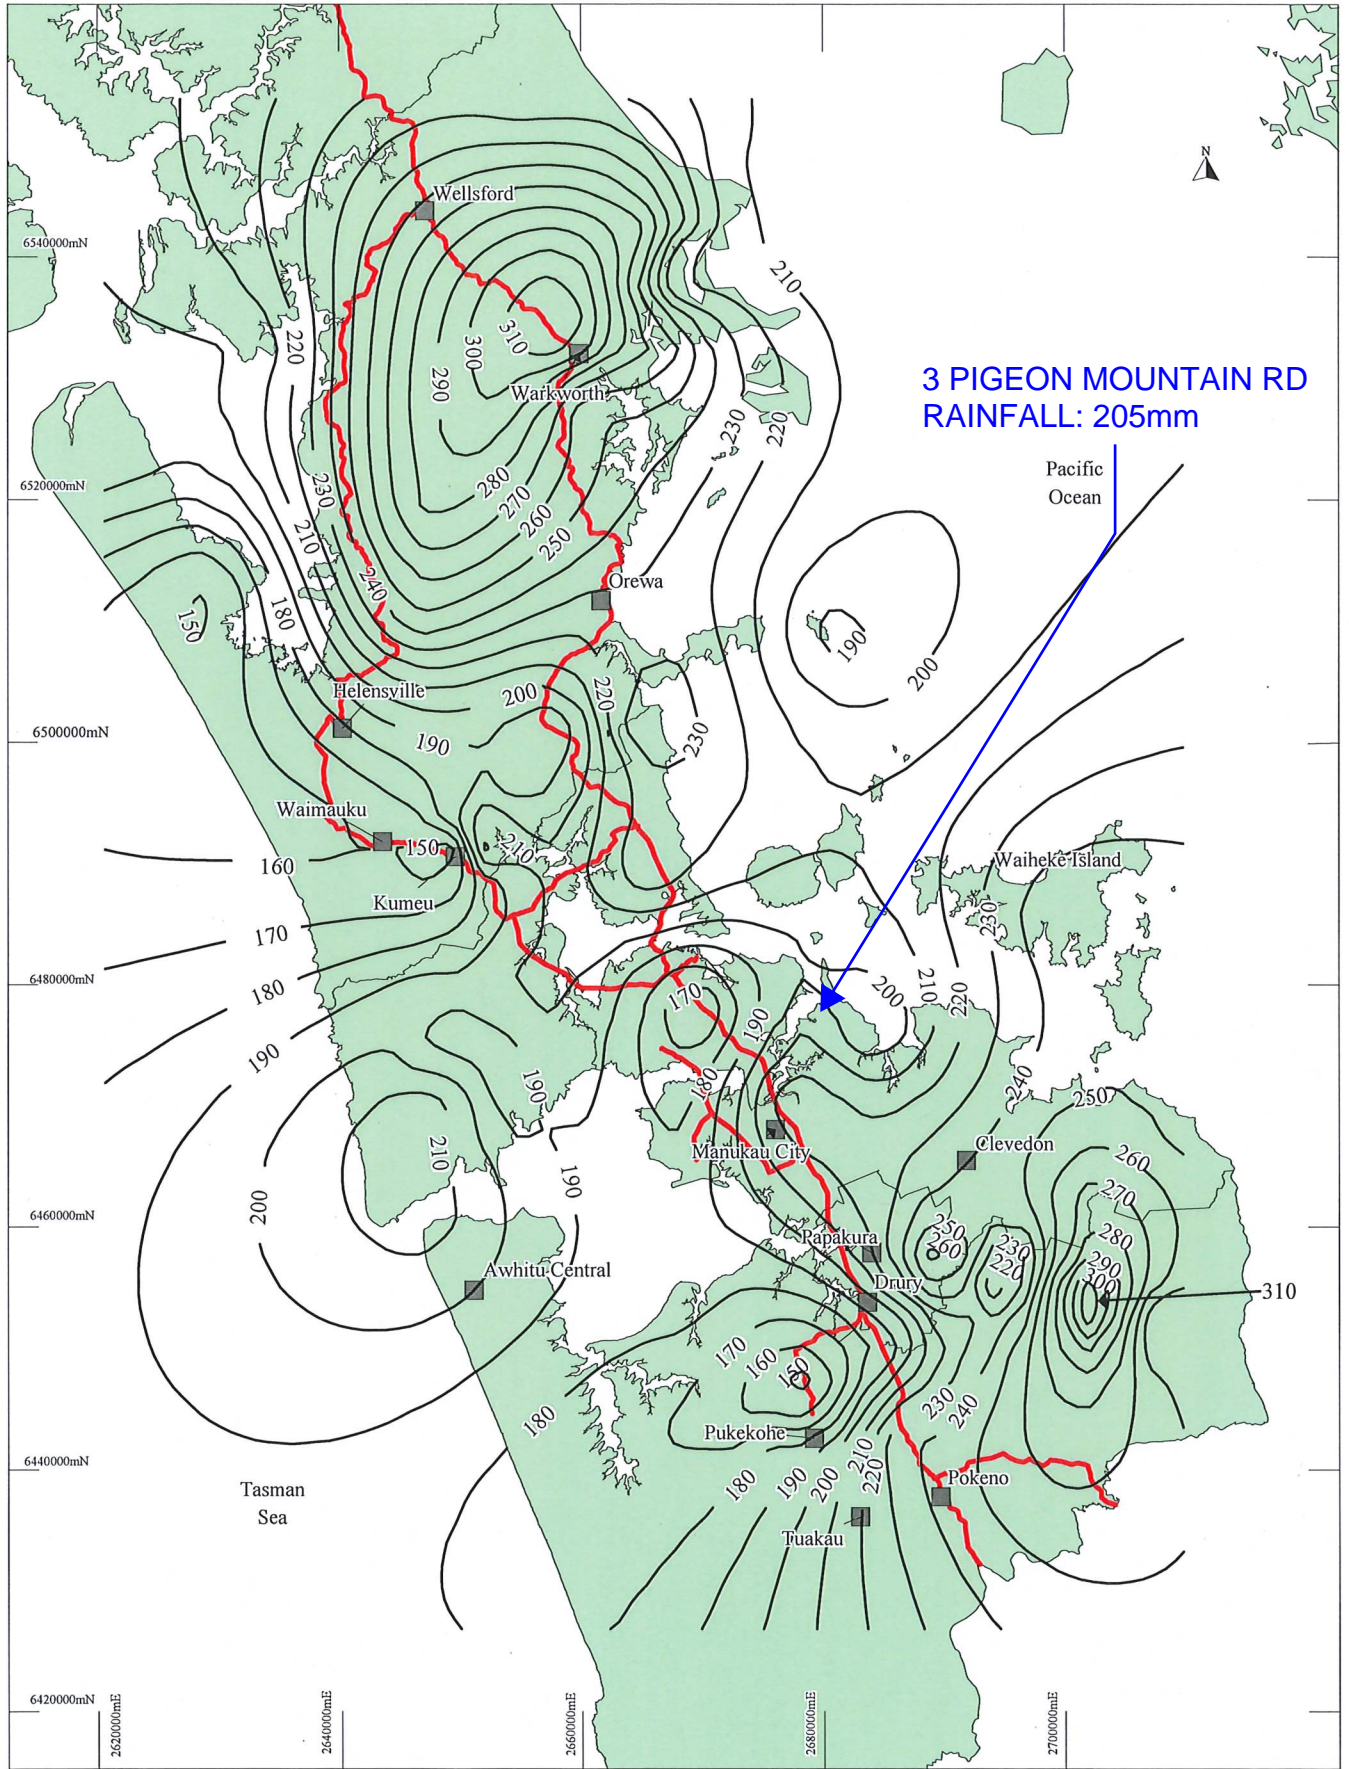 N
Wellsford
6540000mN
210
220
310
300
290
Warkworth
3 PIGEON MOUNTAIN RD
RAINFALL: 205mm
230
220
Pacific
Ocean
280
270
260
250
230
6520000mN
210
240
Orewa
150
180
190
200
Helensville
200
220
230
6500000mN
190
Waimauku
150
210
160
Waiheke Island
Kumeu
230
170
6480000mN
180
170
200
210
220
190
190
190
180
240
250
Manukau City
Clevedon
210
260
190
200
270
6460000mN
250
260
230
220
280
290
300
Papakura
Awhitu Central
Drury
310
170
160
150
180
230
240
Pukekohe
210
220
6440000mN
180
190
200
Pokeno
Tasman
Sea
Tuakau
6420000mN
2620000mE
2640000mE
2660000mE
2680000mE
2700000mE